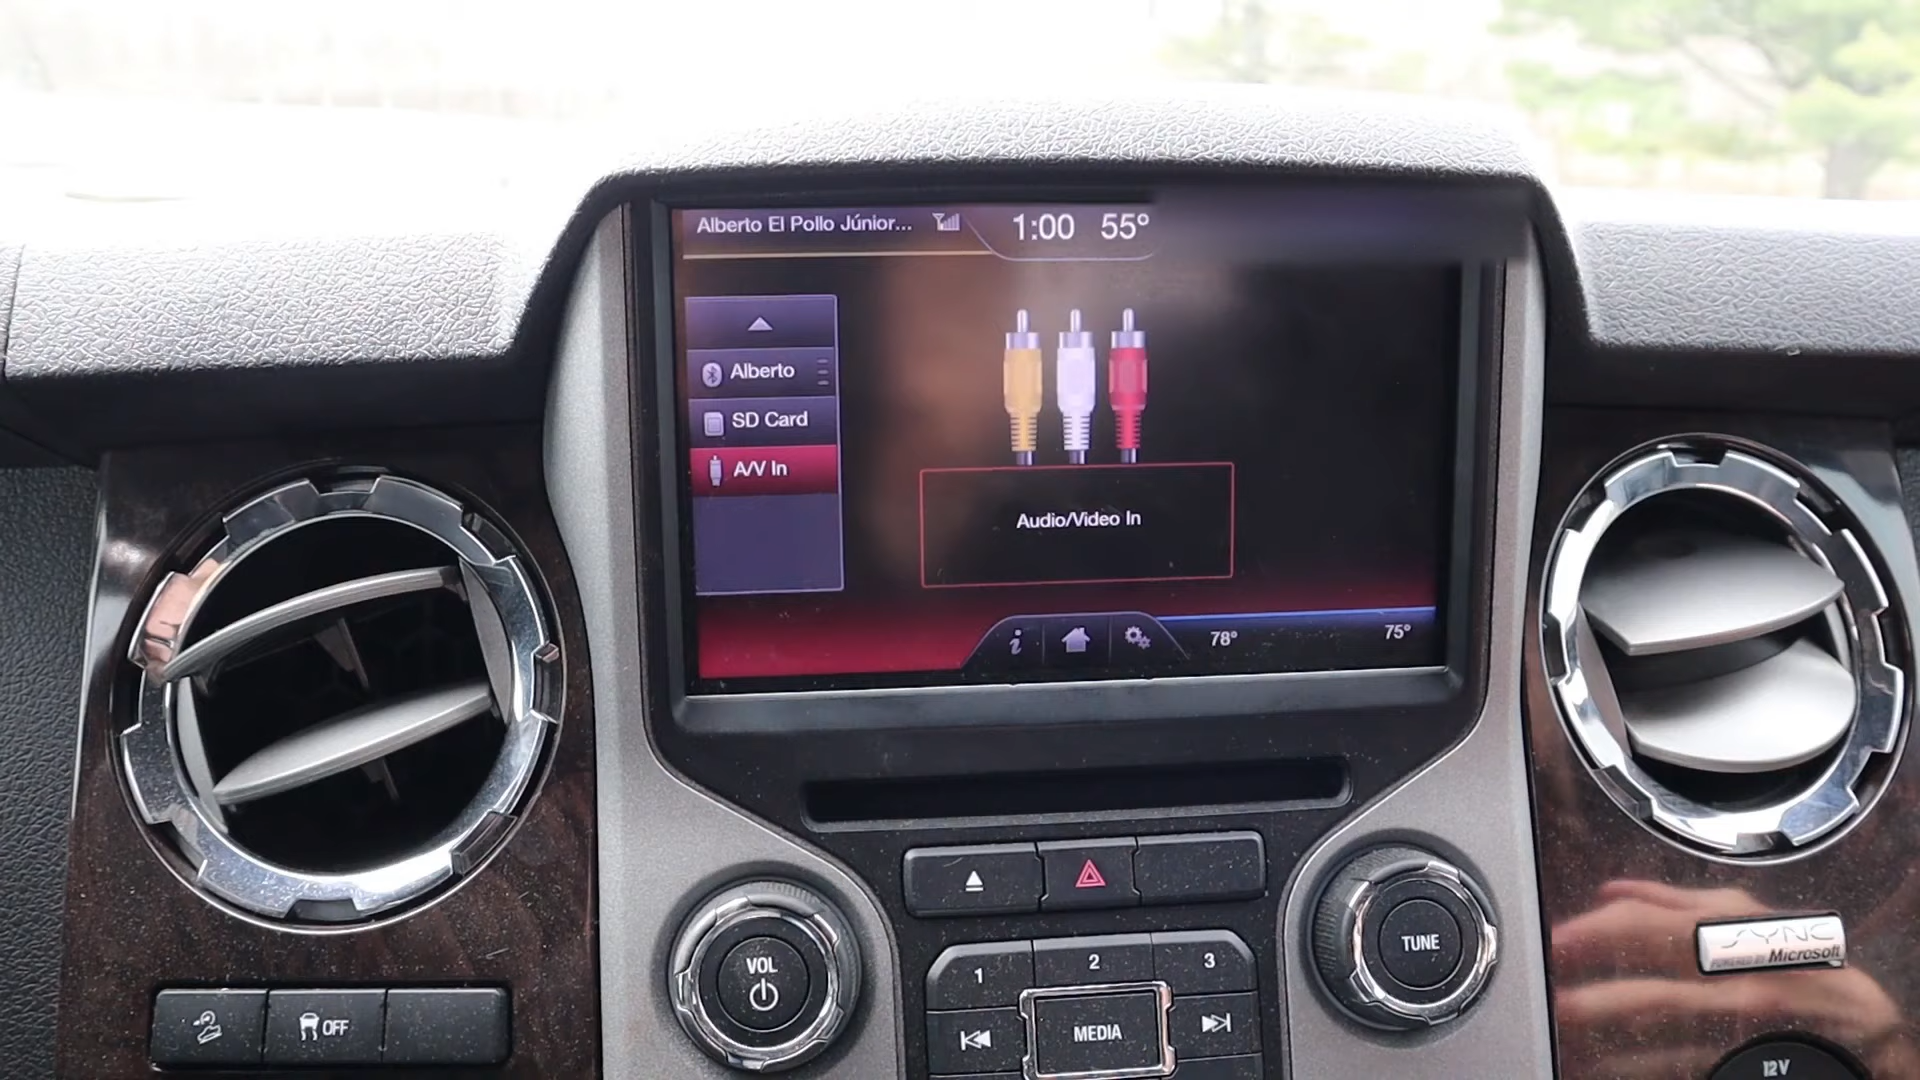 Alberto El Pollo Júnior...
1:00 55°
Alberto
SD Card
A/V In
Audio/Video In
i
78° 75°
VOL
TUNE
1 2 3
MEDIA
OFF
SYNC
POWERED BY Microsoft
12V